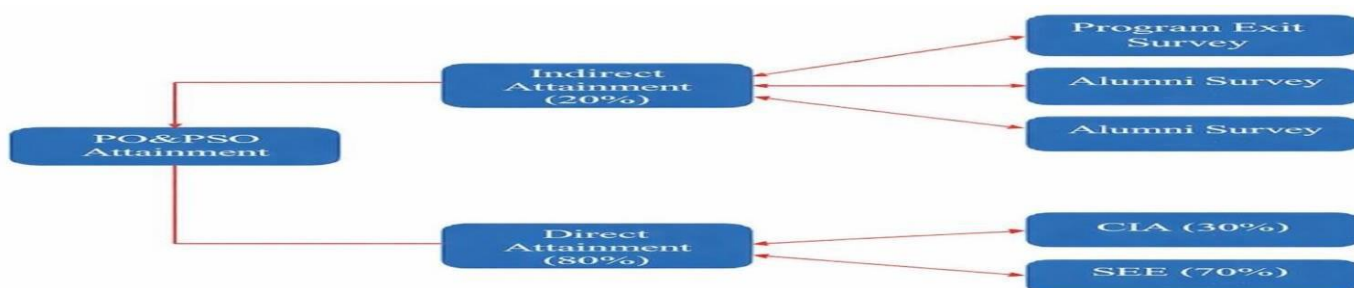 Program Exit
Survey
Indirect
Attainment
(20%)
Alumni Survey
Alumni Survey
PO&PSO
Attainment
Direct
Attainment
(80%)
CIA (30%)
SEE (70%)